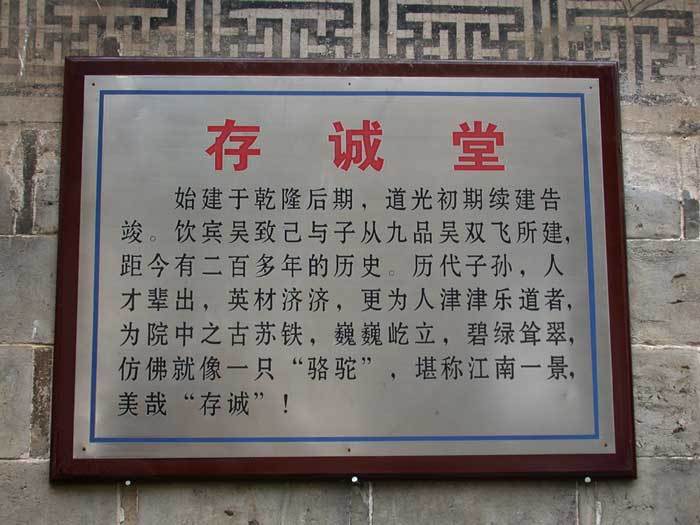 存诚堂
始建于乾隆后期，道光初期续建告
竣。饮宾吴致己与子从九品吴双飞所建,
距今有二百多年的历史。历代子孙，人
才辈出，英材济济，更为人津津乐道者,
为院中之古苏铁，巍巍屹立，碧绿耸翠,
仿佛就像一只“骆驼”，堪称江南一景,
美哉“存诚”!